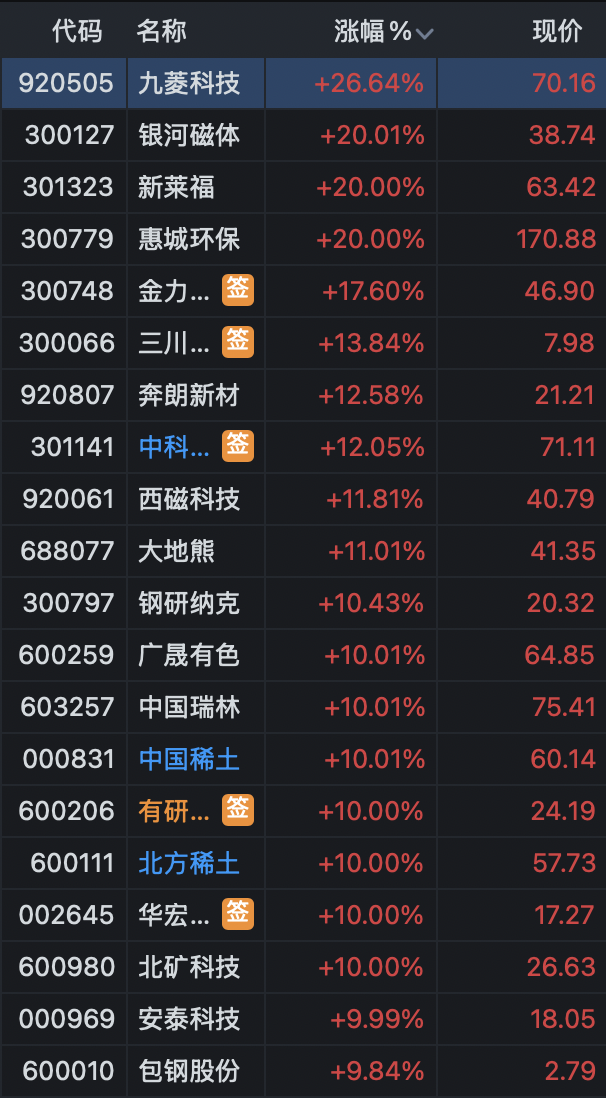 代码 名称 涨幅% 现价
920505 九菱科技 +26.64% 70.16
300127 银河磁体 +20.01% 38.74
301323 新莱福 +20.00% 63.42
300779 惠城环保 +20.00% 170.88
300748 金力... 签 +17.60% 46.90
300066 三川... 签 +13.84% 7.98
920807 奔朗新材 +12.58% 21.21
301141 中科... 签 +12.05% 71.11
920061 西磁科技 +11.81% 40.79
688077 大地熊 +11.01% 41.35
300797 钢研纳克 +10.43% 20.32
600259 广晟有色 +10.01% 64.85
603257 中国瑞林 +10.01% 75.41
000831 中国稀土 +10.01% 60.14
600206 有研... 签 +10.00% 24.19
600111 北方稀土 +10.00% 57.73
002645 华宏... 签 +10.00% 17.27
600980 北矿科技 +10.00% 26.63
000969 安泰科技 +9.99% 18.05
600010 包钢股份 +9.84% 2.79